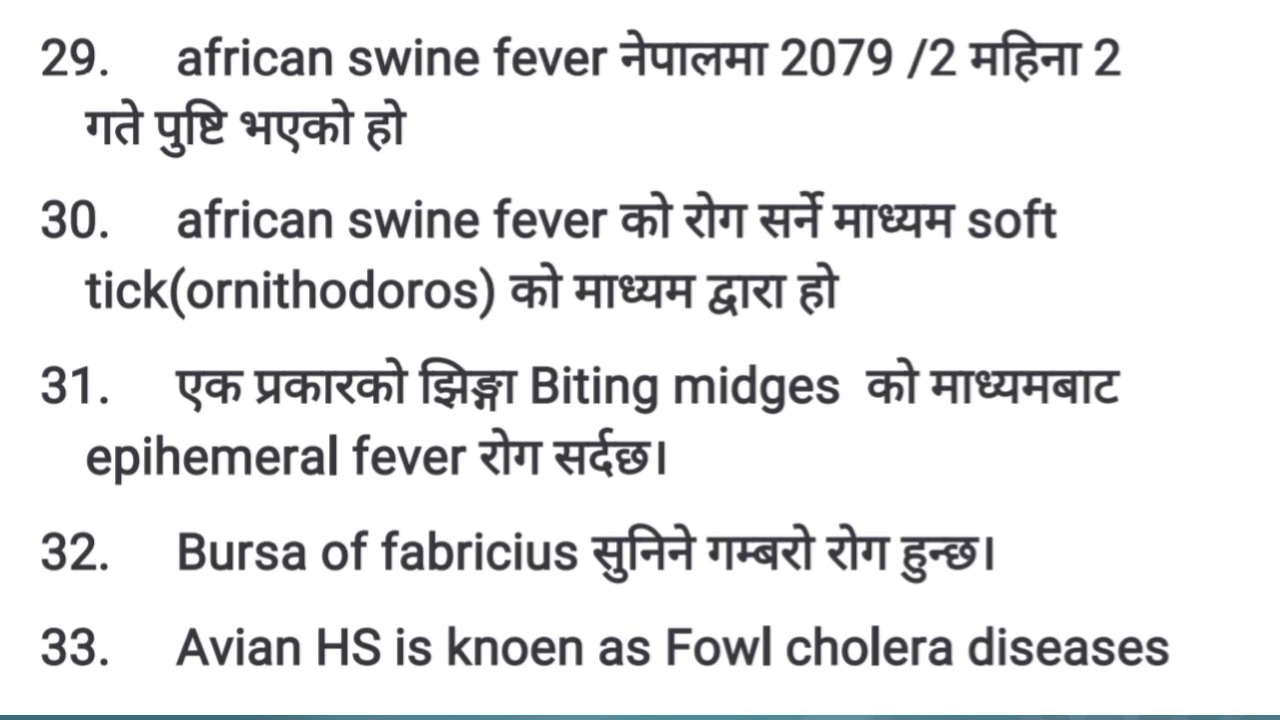 29. african swine fever नेपालमा 2079 /2 महिना 2
गते पुष्टि भएको हो
30. african swine fever को रोग सर्ने माध्यम soft
tick(ornithodoros) को माध्यम द्वारा हो
31. एक प्रकारको झिङ्गा Biting midges को माध्यमबाट
epihemeral fever रोग सर्दछ।
32. Bursa of fabricius सुनिने गम्बरो रोग हुन्छ।
33. Avian HS is knoen as Fowl cholera diseases